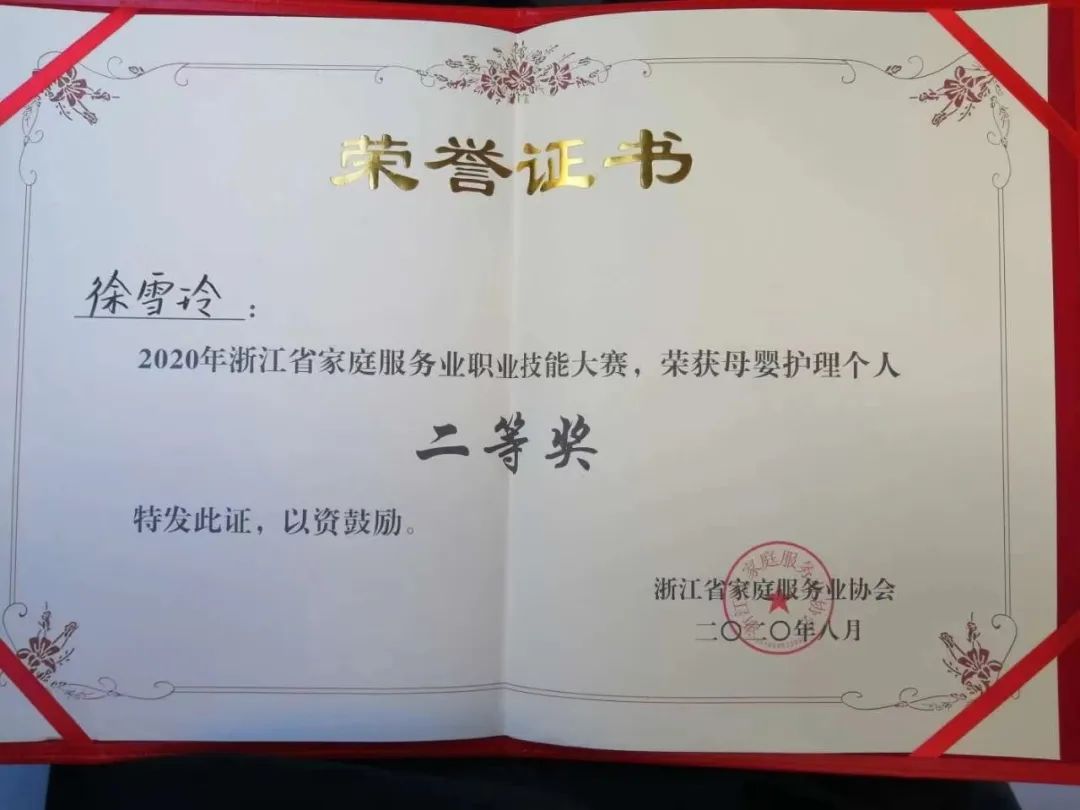 荣誉证书
徐雪玲：
2020年浙江省家庭服务业职业技能大赛，荣获母婴护理个人
二等奖
特发此证，以资鼓励。
浙江省家庭服务业协会
二〇二〇年八月